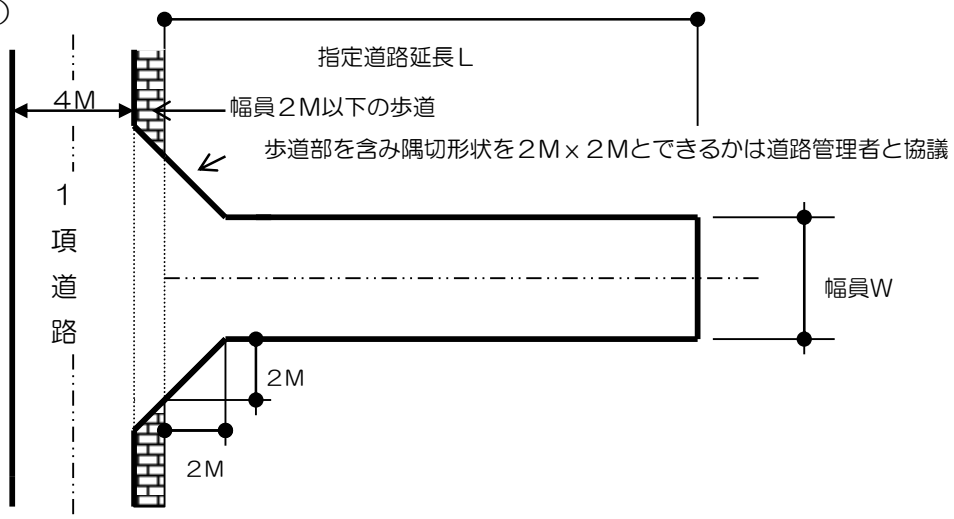 指定道路延長Ｌ
４Ｍ
幅員２Ｍ以下の歩道
歩道部を含み隅切形状を２Ｍ×２Ｍとできるかは道路管理者と協議
１項道路
幅員Ｗ
２Ｍ
２Ｍ